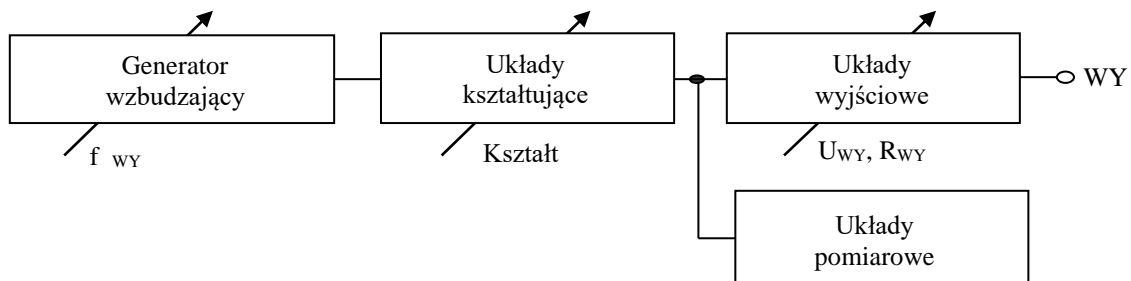 Generator
wzbudzający
Układy
kształtujące
Układy
wyjściowe
WY
f WY
Kształt
UWY, RWY
Układy
pomiarowe